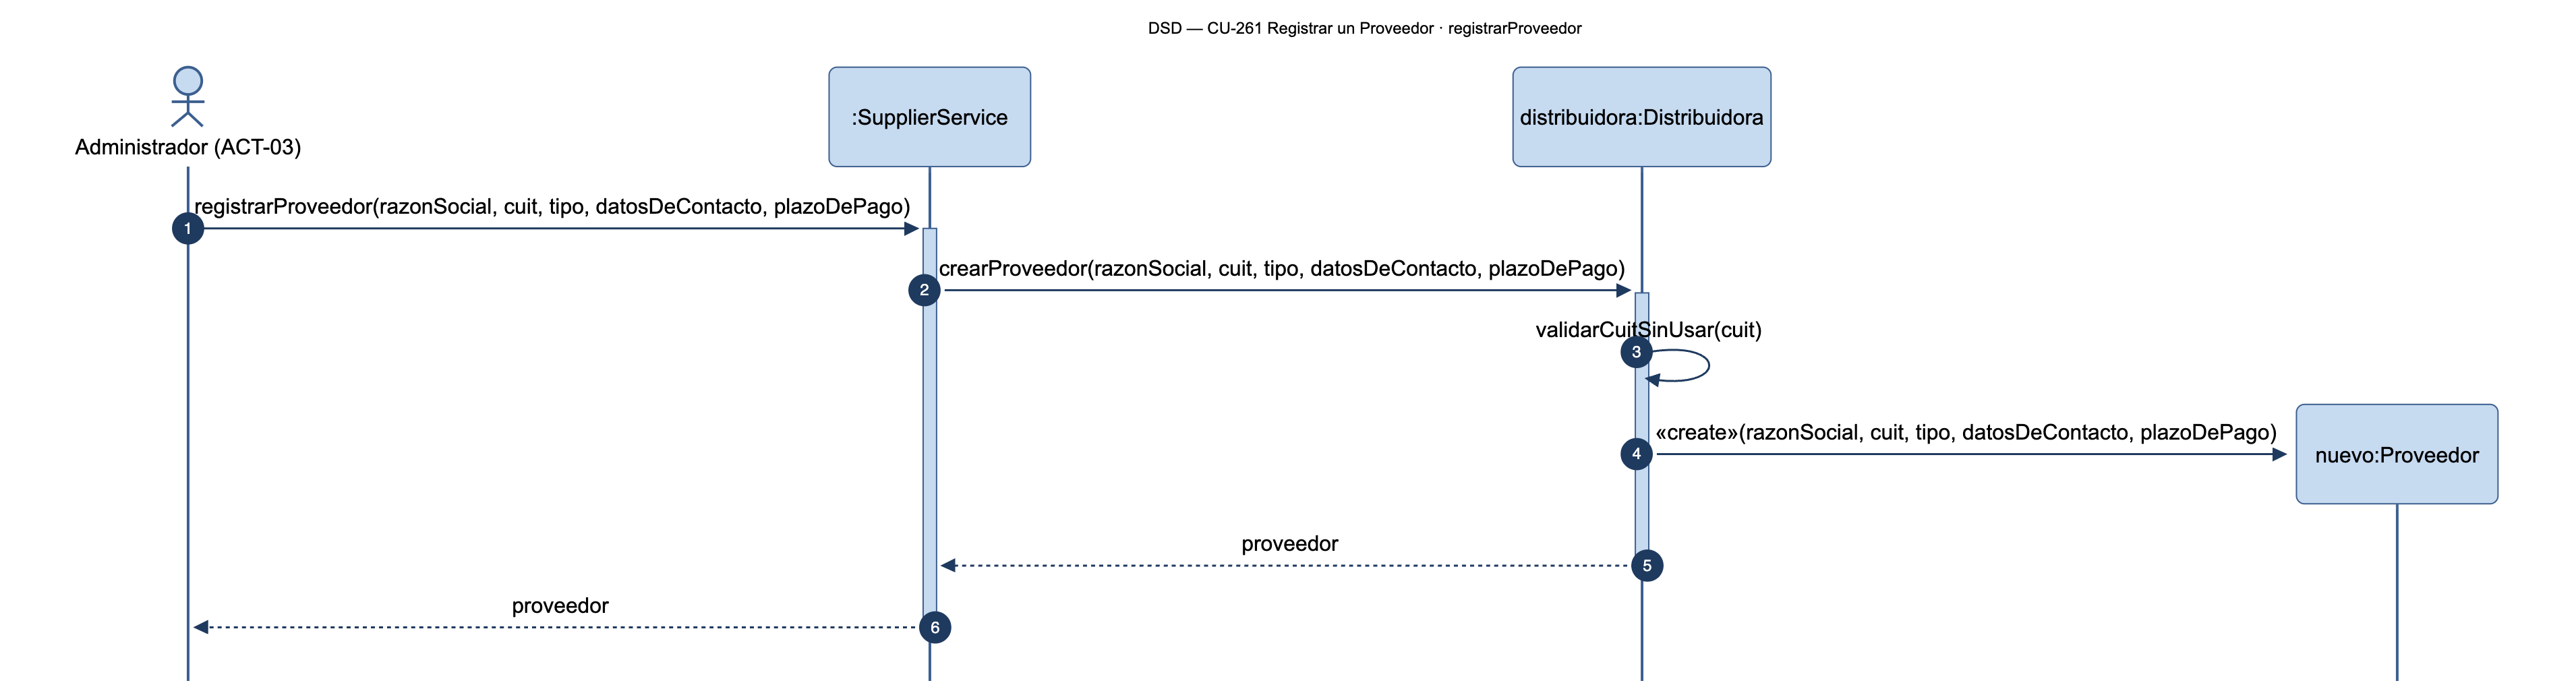 DSD — CU-261 Registrar un Proveedor · registrarProveedor
Administrador (ACT-03)
:SupplierService
distribuidora:Distribuidora
registrarProveedor(razonSocial, cuit, tipo, datosDeContacto, plazoDePago)
1
crearProveedor(razonSocial, cuit, tipo, datosDeContacto, plazoDePago)
2
validarCuitSinUsar(cuit)
3
«create»(razonSocial, cuit, tipo, datosDeContacto, plazoDePago)
4
nuevo:Proveedor
proveedor
5
proveedor
6